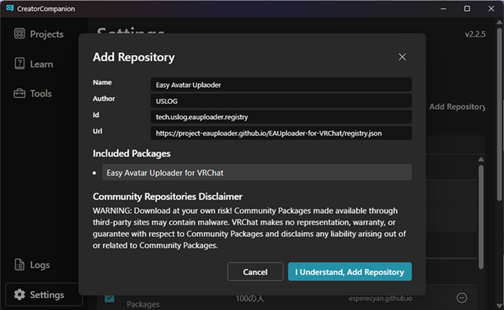 CreatorCompanion
Projects
Learn
Tools
Logs
Settings
Settings
v2.2.5
Add Repository
Add Repository
Name
Easy Avatar Uplaoder
Author
USLOG
Id
tech.uslog.eauploader.registry
Url
https://project-eauploader.github.io/EAUploader-for-VRChat/registry.json
Included Packages
Easy Avatar Uploader for VRChat
Community Repositories Disclaimer
WARNING: Download at your own risk! Community Packages made available through
third-party sites may contain malware. VRChat makes no representation, warranty, or
guarantee with respect to Community Packages and disclaims any liability arising out of
or related to Community Packages.
Cancel
I Understand, Add Repository
Packages
100の人
esperecyan.github.io